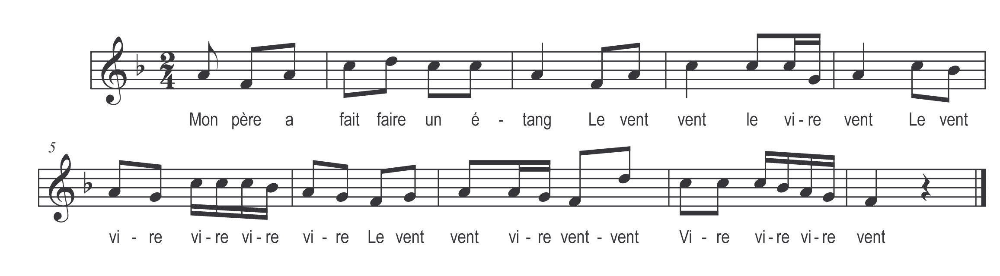 2
4
Mon père a fait faire un é - tang Le vent vent le vi - re vent Le vent
5
vi - re vi - re vi - re vi - re Le vent vent vi - re vent - vent Vi - re vi - re vi - re vent